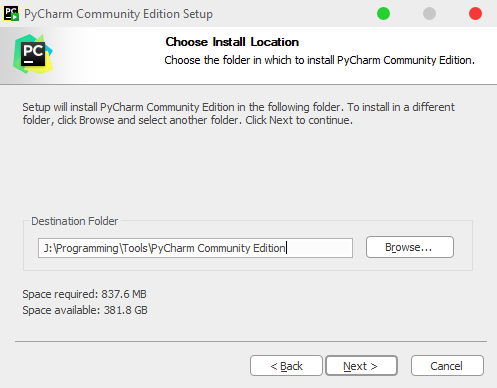 PyCharm Community Edition Setup
PC
Choose Install Location
Choose the folder in which to install PyCharm Community Edition.
Setup will install PyCharm Community Edition in the following folder. To install in a different
folder, click Browse and select another folder. Click Next to continue.
Destination Folder
J:\Programming\Tools\PyCharm Community Edition
Browse...
Space required: 837.6 MB
Space available: 381.8 GB
< Back
Next >
Cancel